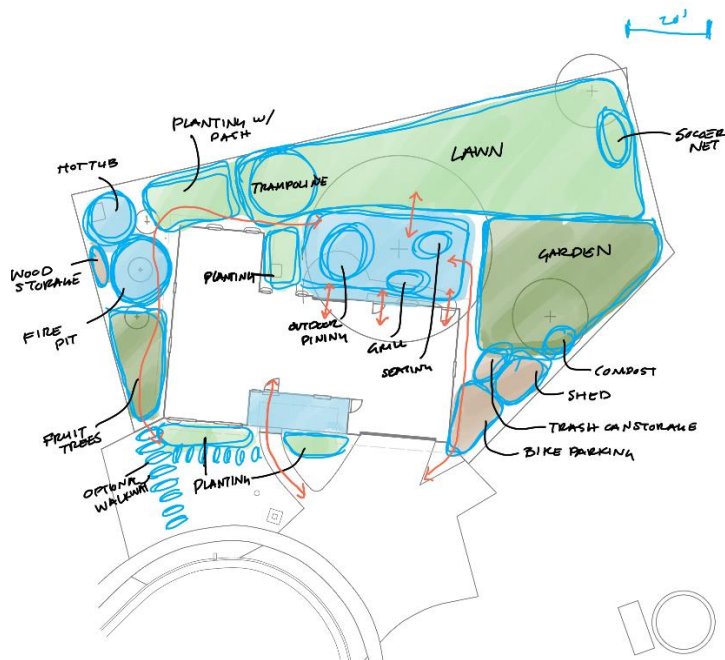 20'
PLANTING W/
PATH
HOT TUB
LAWN
SOCCER
NET
TRAMPOLINE
WOOD
STORAGE
PLANTING
GARDEN
FIRE
PIT
OUTDOOR
DINING
GRILL
SEATING
COMPOST
SHED
TRASH CAN STORAGE
BIKE PARKING
FRUIT
TREES
OPTIONAL
WALKWAY
PLANTING